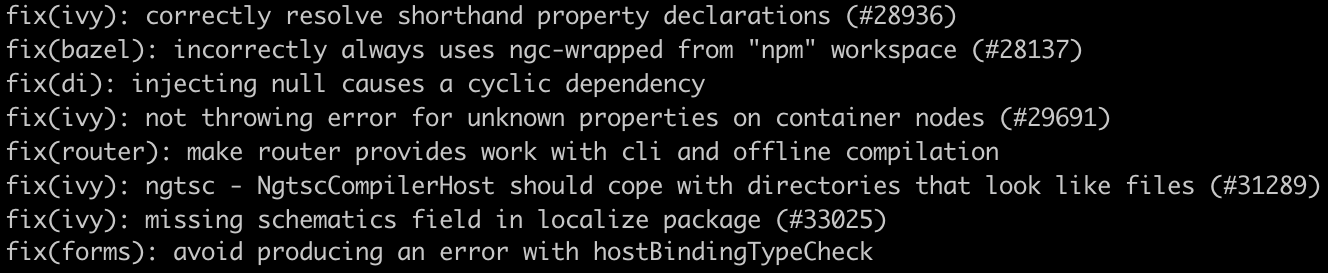 fix(ivy): correctly resolve shorthand property declarations (#28936)
fix(bazel): incorrectly always uses ngc-wrapped from "npm" workspace (#28137)
fix(di): injecting null causes a cyclic dependency
fix(ivy): not throwing error for unknown properties on container nodes (#29691)
fix(router): make router provides work with cli and offline compilation
fix(ivy): ngtsc - NgtscCompilerHost should cope with directories that look like files (#31289)
fix(ivy): missing schematics field in localize package (#33025)
fix(forms): avoid producing an error with hostBindingTypeCheck